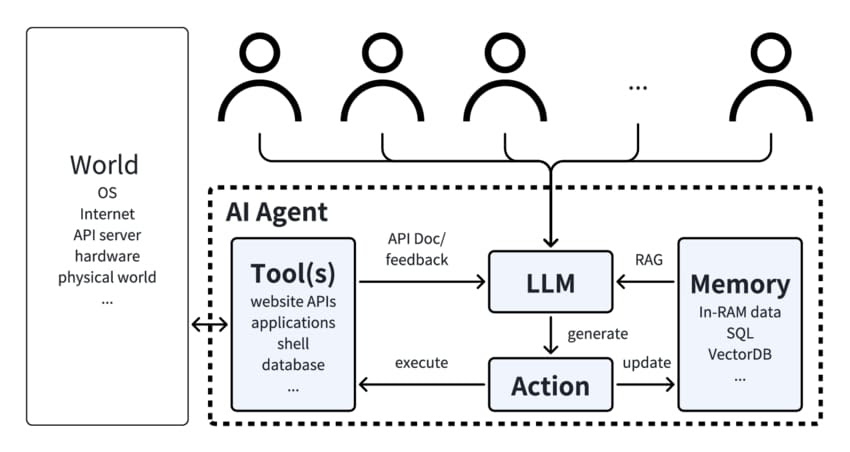 ...
World
OS
Internet
API server
hardware
physical world
...
AI Agent
Tool(s)
website APIs
applications
shell
database
...
API Doc/
feedback
LLM
RAG
Memory
In-RAM data
SQL
VectorDB
...
generate
execute
Action
update